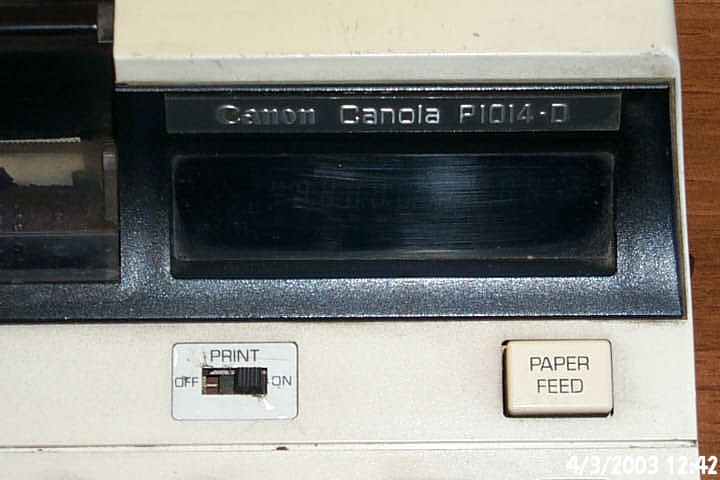 Canon Canola P1014-D
PRINT
OFF ON
PAPER
FEED
4/3/2003 12:42